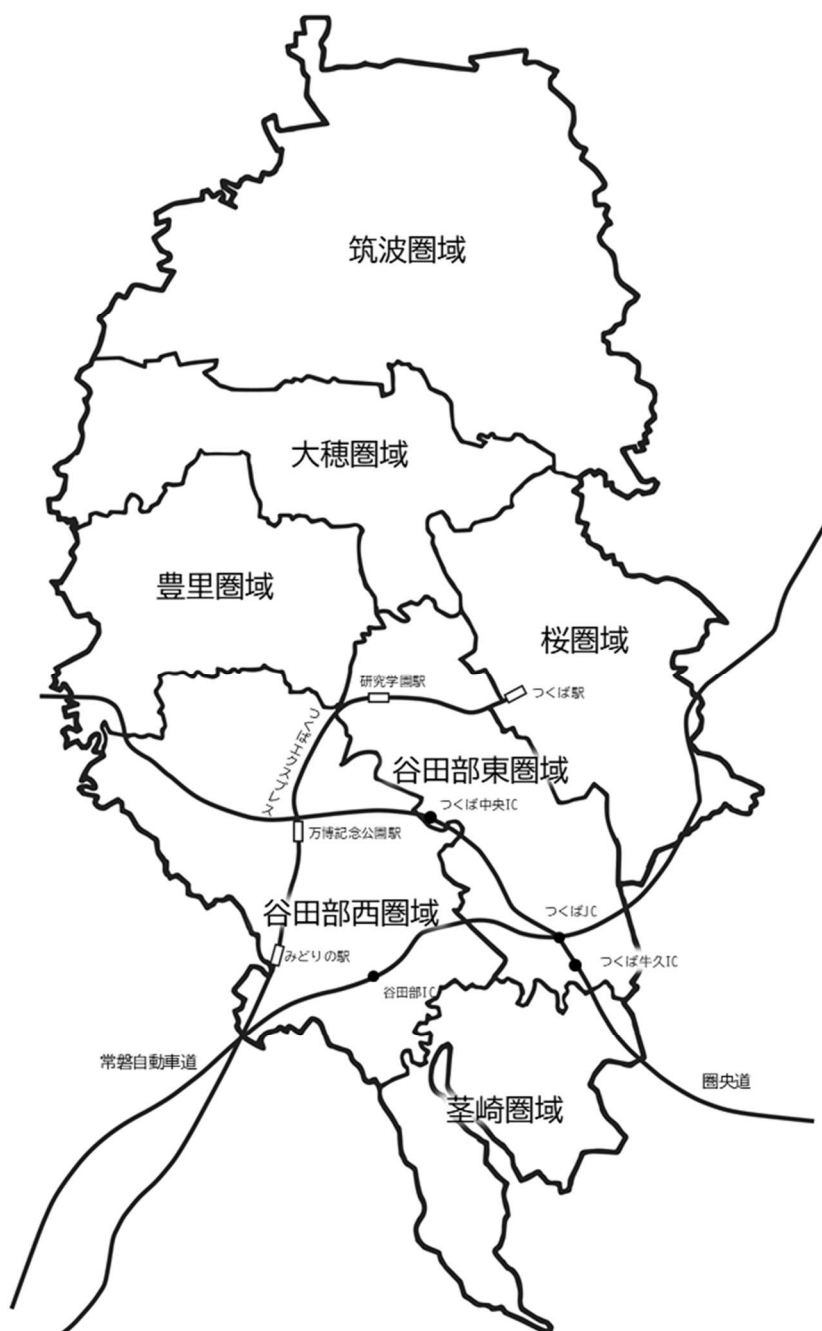 筑波圏域
大穂圏域
豊里圏域
桜圏域
研究学園駅
つくば駅
つくばエクスプレス
谷田部東圏域
つくば中央IC
万博記念公園駅
谷田部西圏域
つくばJC
みどりの駅
つくば牛久IC
谷田部IC
常磐自動車道
圏央道
茎崎圏域